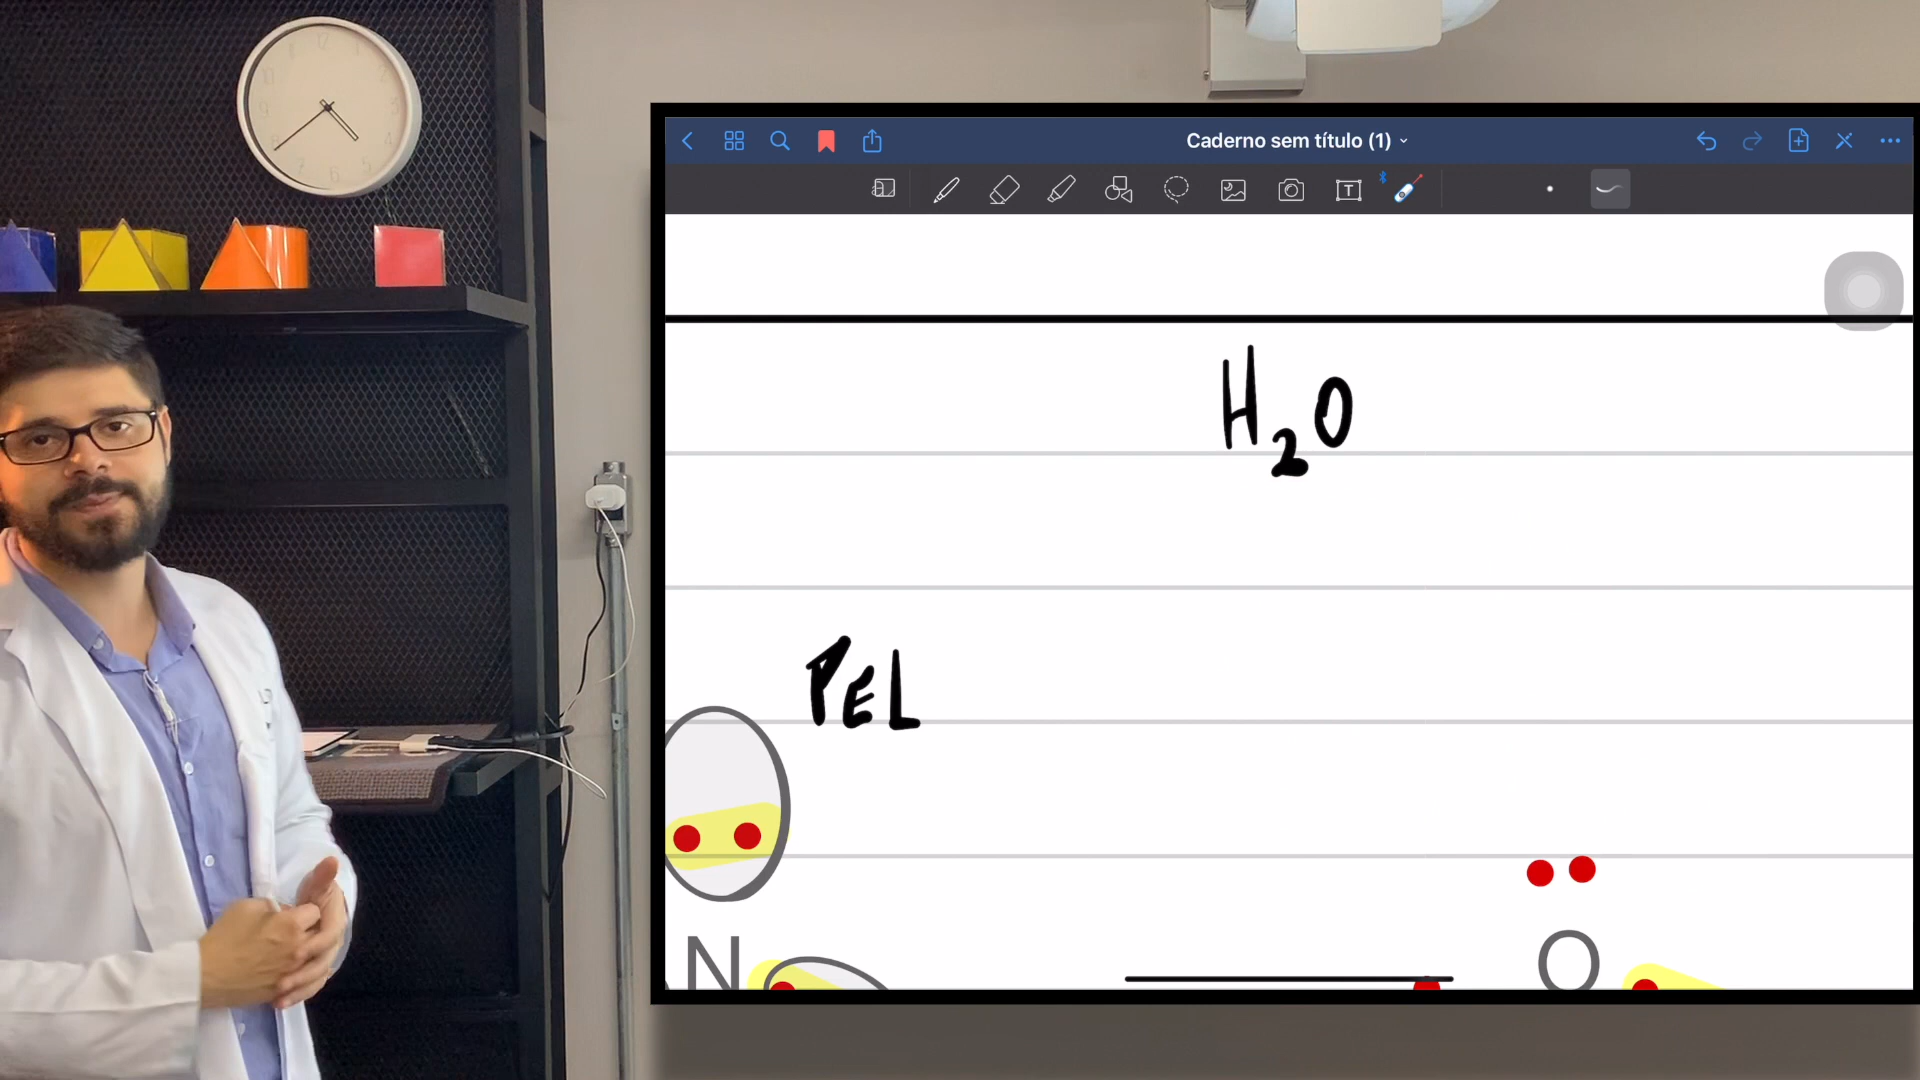 Caderno sem título (1)
T
H₂O
PEL
N
O